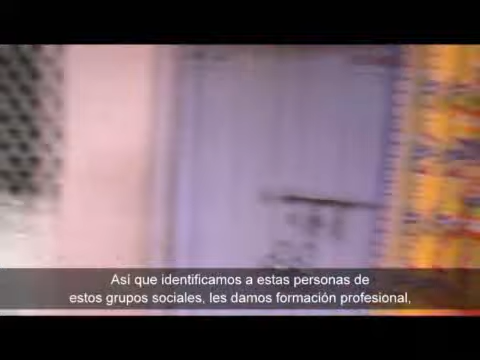 Así que identificamos a estas personas de
estos grupos sociales, les damos formación profesional,